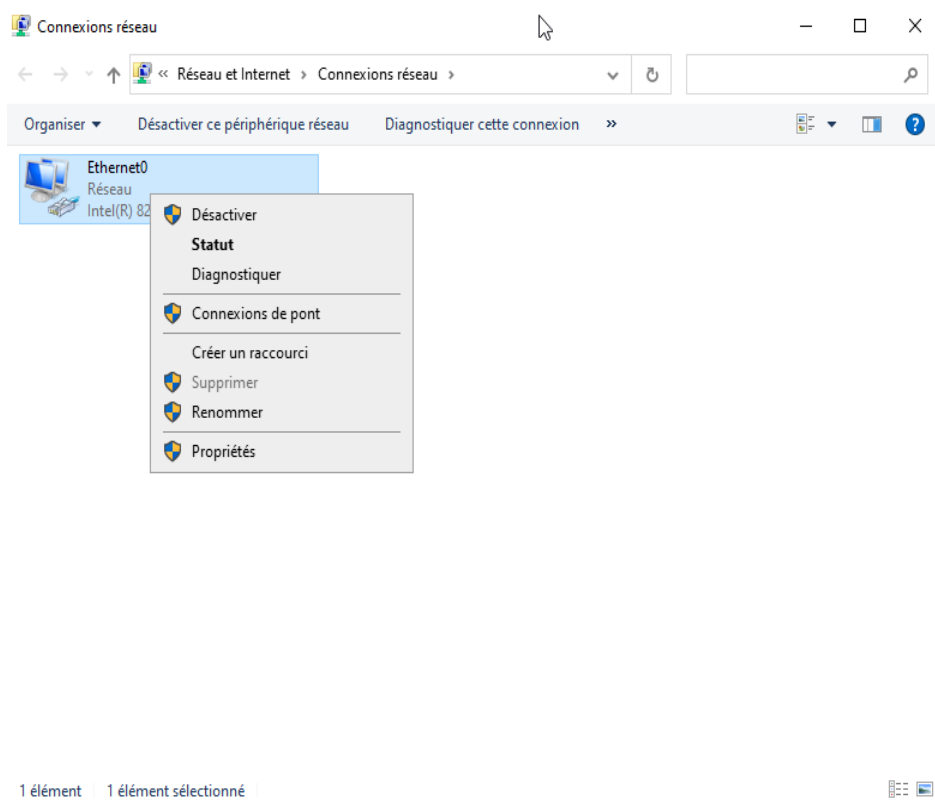 Connexions réseau
« Réseau et Internet › Connexions réseau ›
Organiser Désactiver ce périphérique réseau Diagnostiquer cette connexion »
Ethernet0
Réseau
Intel(R) 82
Désactiver
Statut
Diagnostiquer
Connexions de pont
Créer un raccourci
Supprimer
Renommer
Propriétés
1 élément 1 élément sélectionné